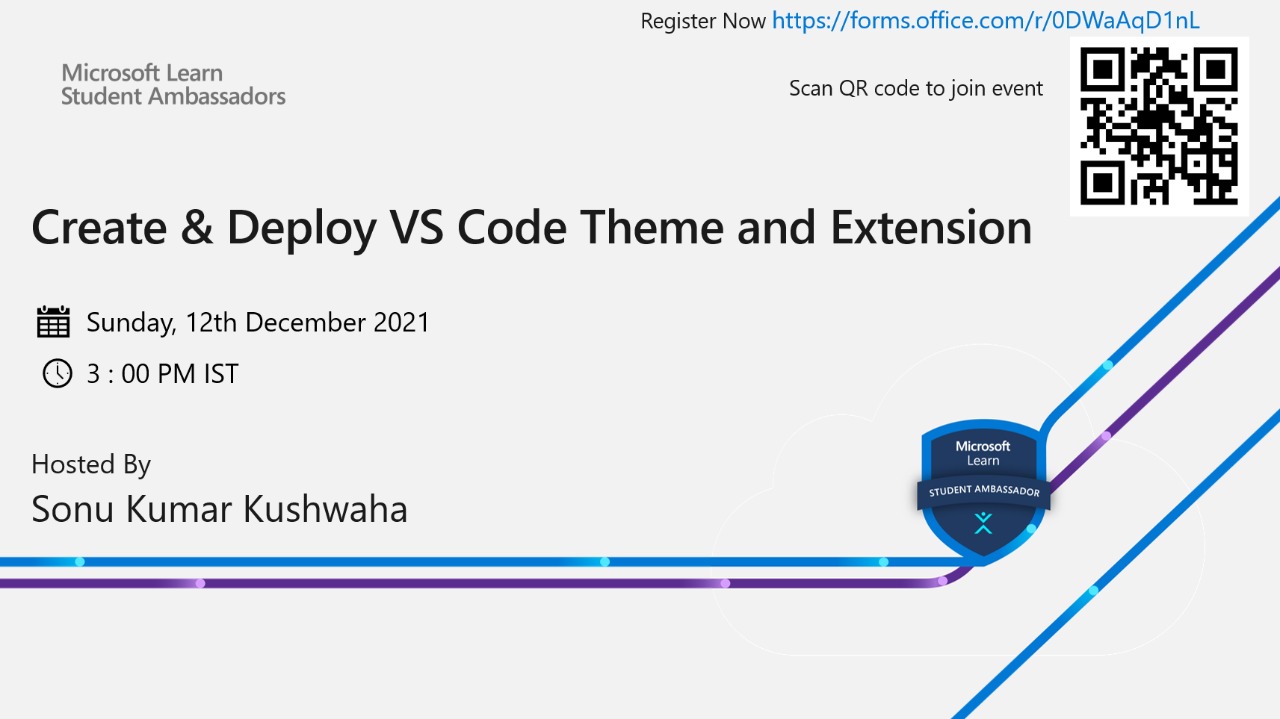 Register Now https://forms.office.com/r/0DWaAqD1nL
Microsoft Learn
Student Ambassadors
Scan QR code to join event
Create & Deploy VS Code Theme and Extension
Sunday, 12th December 2021
3 : 00 PM IST
Hosted By
Sonu Kumar Kushwaha
Microsoft
Learn
STUDENT AMBASSADOR